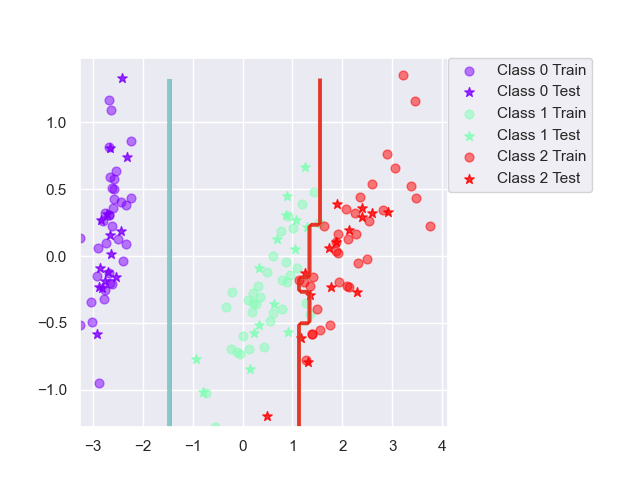 Class 0 Train
Class 0 Test
Class 1 Train
Class 1 Test
Class 2 Train
Class 2 Test
1.0
0.5
0.0
−0.5
−1.0
−3 −2 −1 0 1 2 3 4